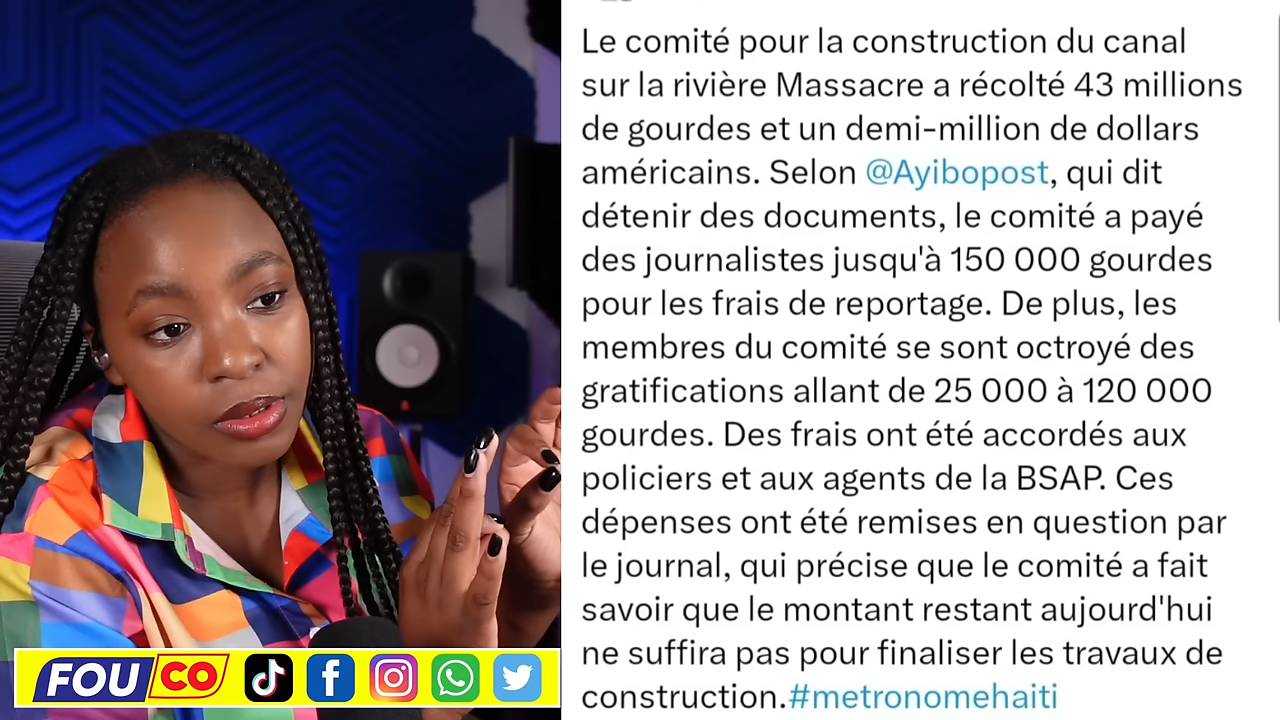 Le comité pour la construction du canal
sur la rivière Massacre a récolté 43 millions
de gourdes et un demi-million de dollars
américains. Selon @Ayibopost, qui dit
détenir des documents, le comité a payé
des journalistes jusqu'à 150 000 gourdes
pour les frais de reportage. De plus, les
membres du comité se sont octroyé des
gratifications allant de 25 000 à 120 000
gourdes. Des frais ont été accordés aux
policiers et aux agents de la BSAP. Ces
dépenses ont été remises en question par
le journal, qui précise que le comité a fait
savoir que le montant restant aujourd'hui
ne suffira pas pour finaliser les travaux de
construction.#metronomehaiti
FOUCO